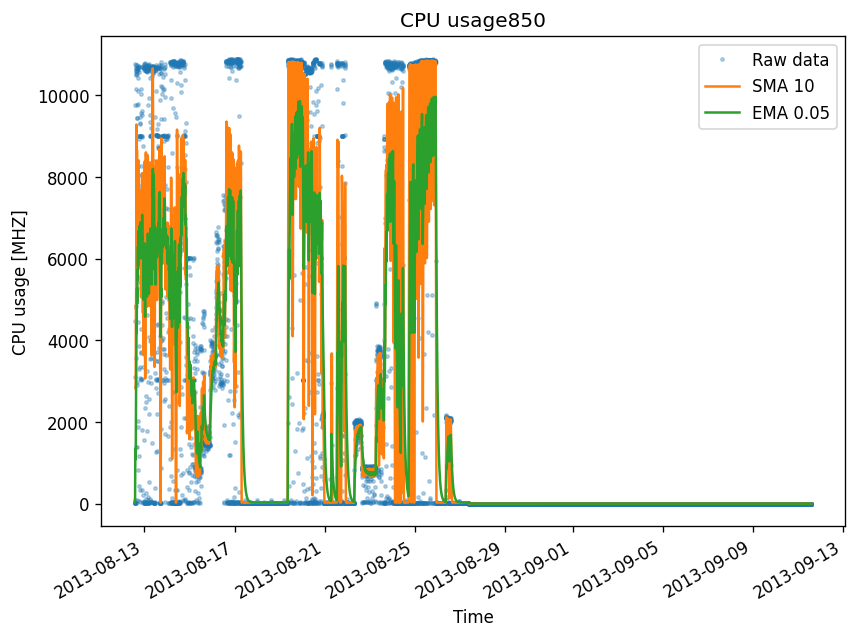 CPU usage850
Raw data
SMA 10
EMA 0.05
CPU usage [MHZ]
10000
8000
6000
4000
2000
0
2013-08-13
2013-08-17
2013-08-21
2013-08-25
2013-08-29
2013-09-01
2013-09-05
2013-09-09
2013-09-13
Time